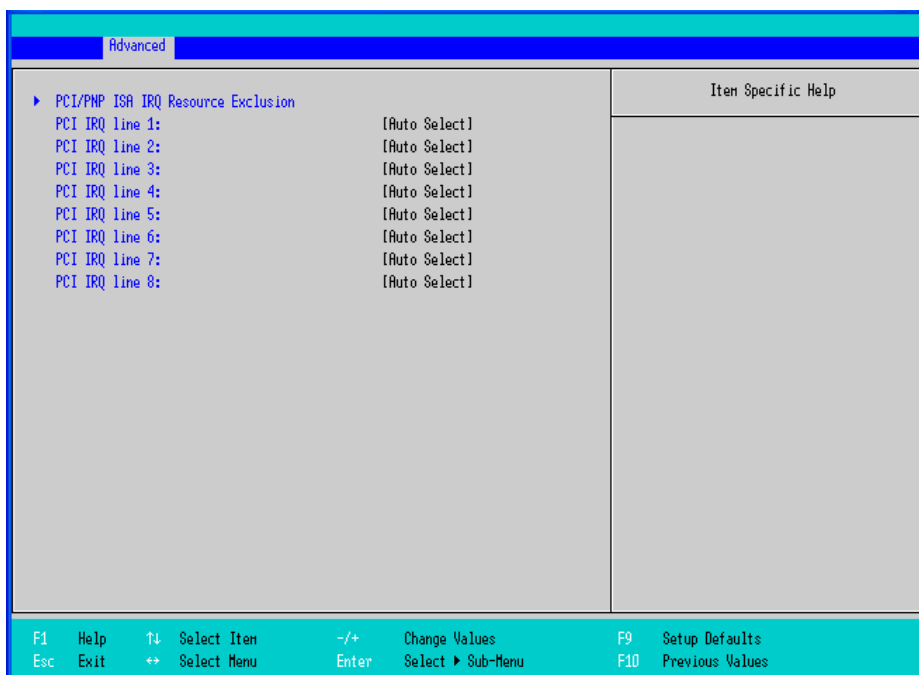 Advanced
Item Specific Help
▶ PCI/PNP ISA IRQ Resource Exclusion
PCI IRQ line 1: [Auto Select]
PCI IRQ line 2: [Auto Select]
PCI IRQ line 3: [Auto Select]
PCI IRQ line 4: [Auto Select]
PCI IRQ line 5: [Auto Select]
PCI IRQ line 6: [Auto Select]
PCI IRQ line 7: [Auto Select]
PCI IRQ line 8: [Auto Select]
F1 Help ↑↓ Select Item -/+ Change Values F9 Setup Defaults
Esc Exit ↔ Select Menu Enter Select ▶ Sub-Menu F10 Previous Values